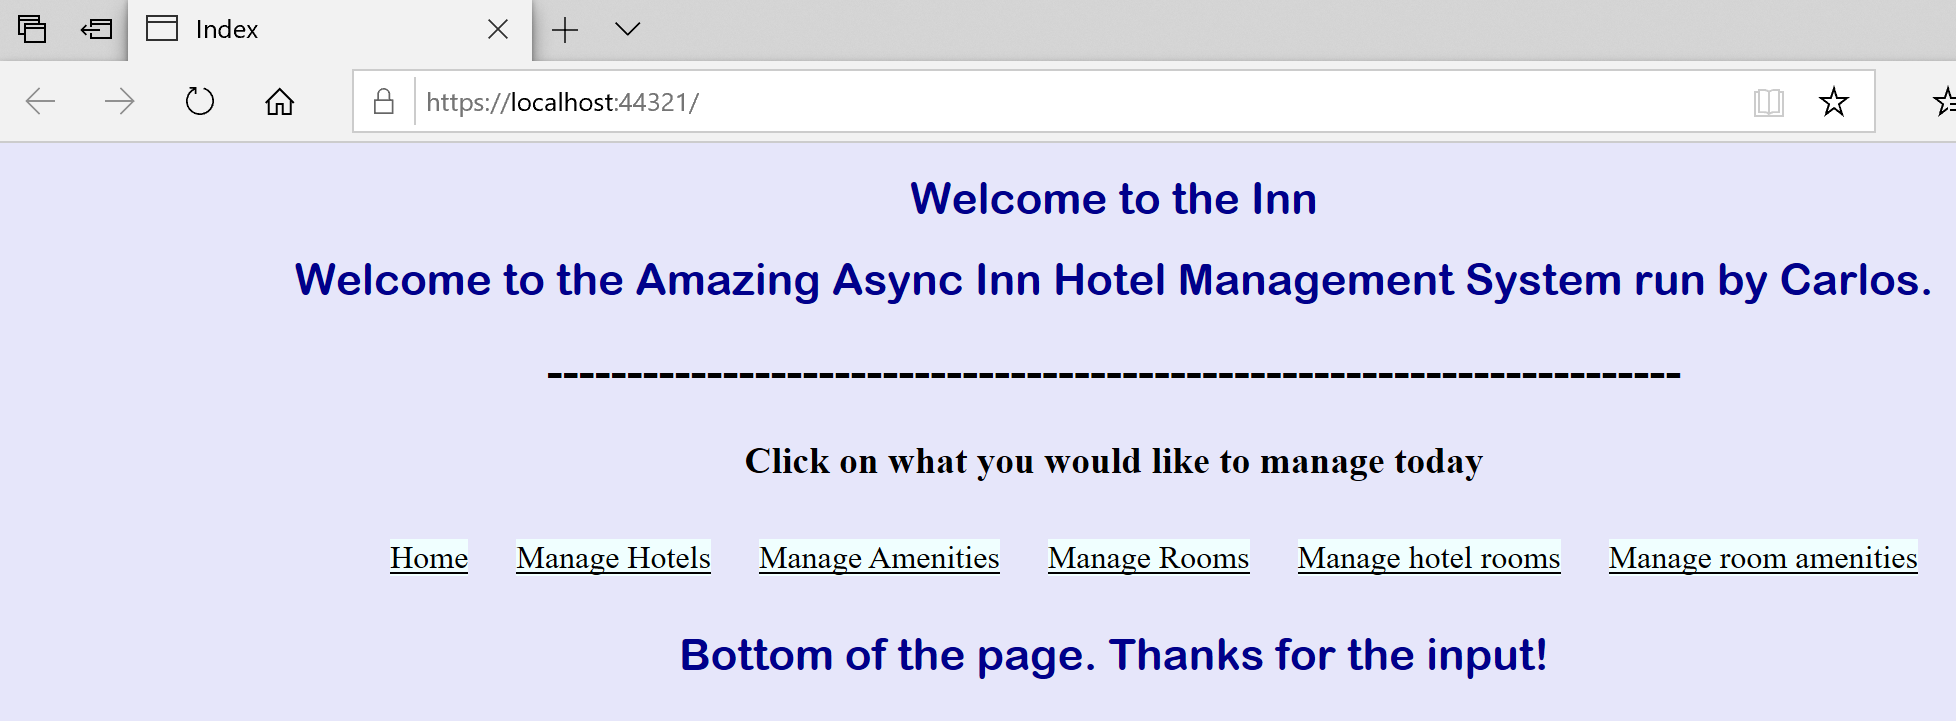 Index
https://localhost:44321/
Welcome to the Inn
Welcome to the Amazing Async Inn Hotel Management System run by Carlos.
-----------------------------------------------------------------------
Click on what you would like to manage today
Home Manage Hotels Manage Amenities Manage Rooms Manage hotel rooms Manage room amenities
Bottom of the page. Thanks for the input!